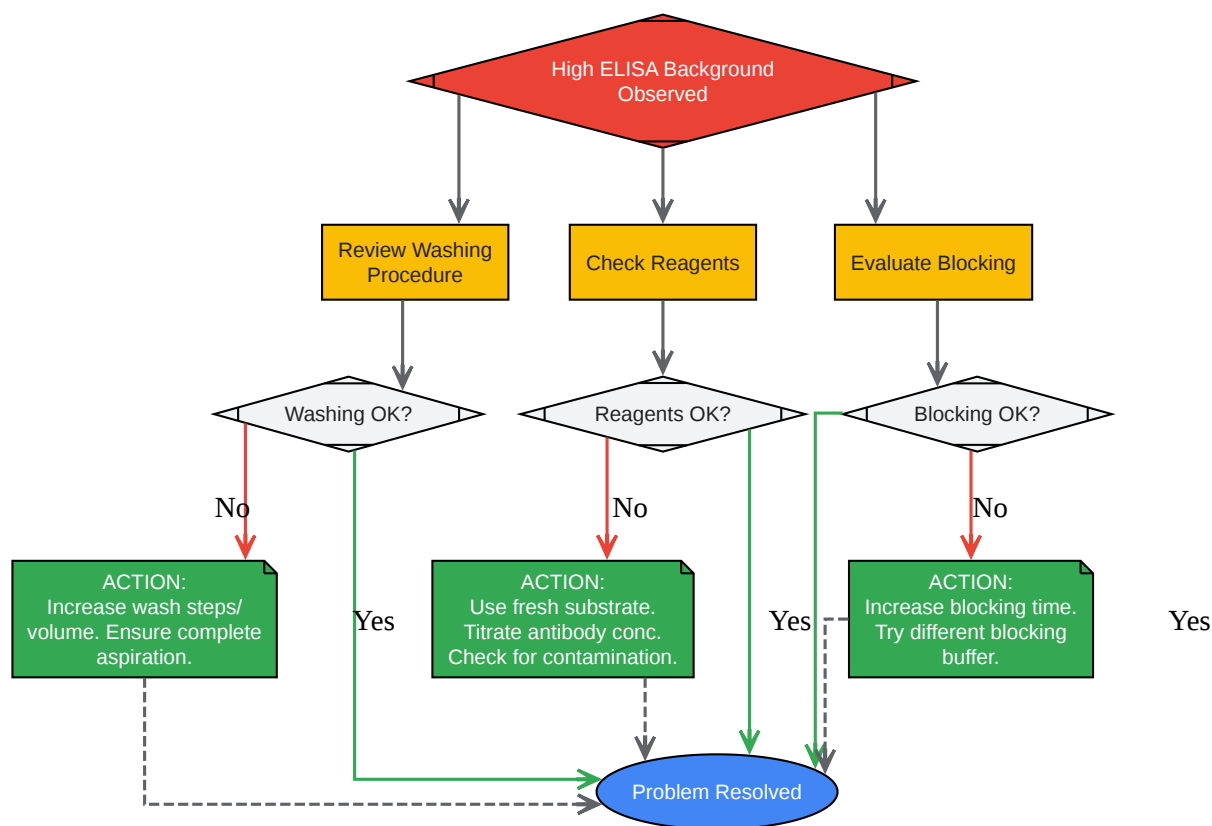 High ELISA Background
Observed
Review Washing
Procedure
Check Reagents
Evaluate Blocking
Washing OK?
Reagents OK?
Blocking OK?
No
No
No
ACTION:
Increase wash steps/
volume. Ensure complete
aspiration.
Yes
ACTION:
Use fresh substrate.
Titrate antibody conc.
Check for contamination.
Yes
ACTION:
Increase blocking time.
Try different blocking
buffer.
Yes
Problem Resolved